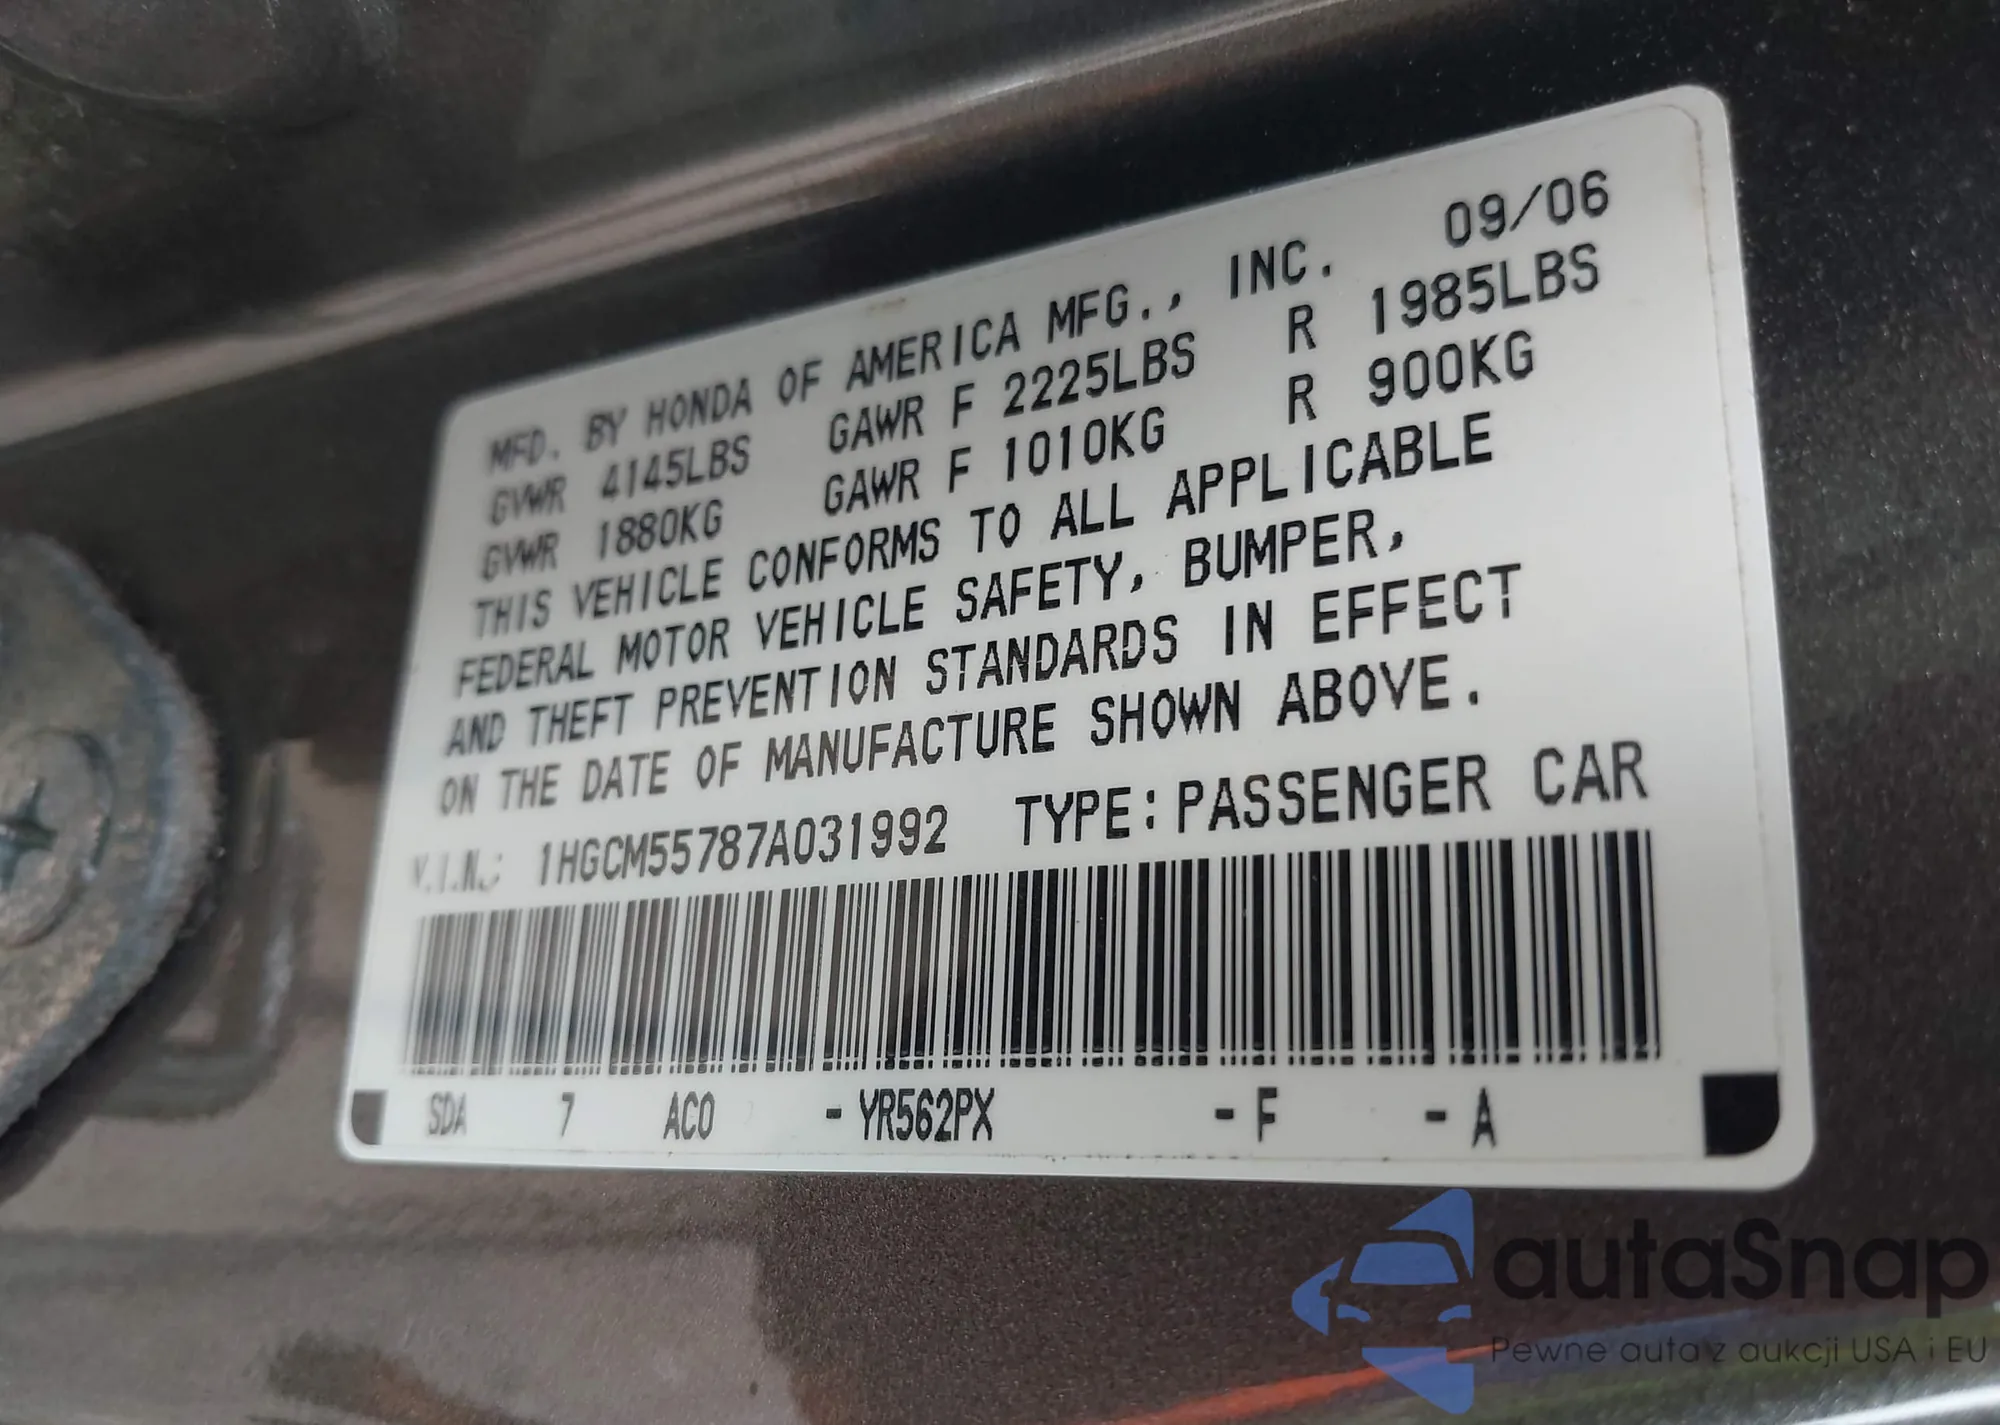 MFD. BY HONDA OF AMERICA MFG., INC. 09/06
GVWR 4145LBS GAWR F 2225LBS R 1985LBS
GVWR 1880KG GAWR F 1010KG R 900KG
THIS VEHICLE CONFORMS TO ALL APPLICABLE
FEDERAL MOTOR VEHICLE SAFETY, BUMPER,
AND THEFT PREVENTION STANDARDS IN EFFECT
ON THE DATE OF MANUFACTURE SHOWN ABOVE.
V.I.N.: 1HGCM55787A031992 TYPE:PASSENGER CAR
SDA 7 AC0 - YR562PX - F - A
autaSnap
Pewne auta z aukcji USA i EU